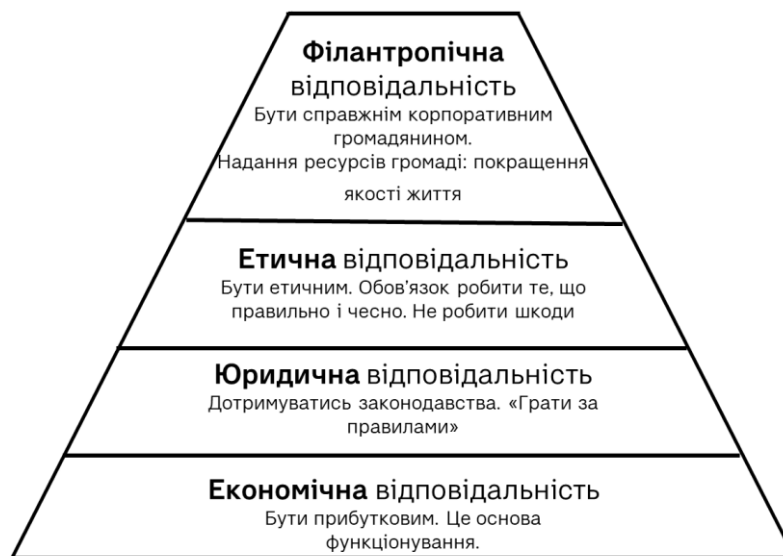 Філантропічна
відповідальність
Бути справжнім корпоративним
громадянином.
Надання ресурсів громаді: покращення
якості життя
Етична відповідальність
Бути етичним. Обов’язок робити те, що
правильно і чесно. Не робити шкоди
Юридична відповідальність
Дотримуватись законодавства. «Грати за
правилами»
Економічна відповідальність
Бути прибутковим. Це основа
функціонування.